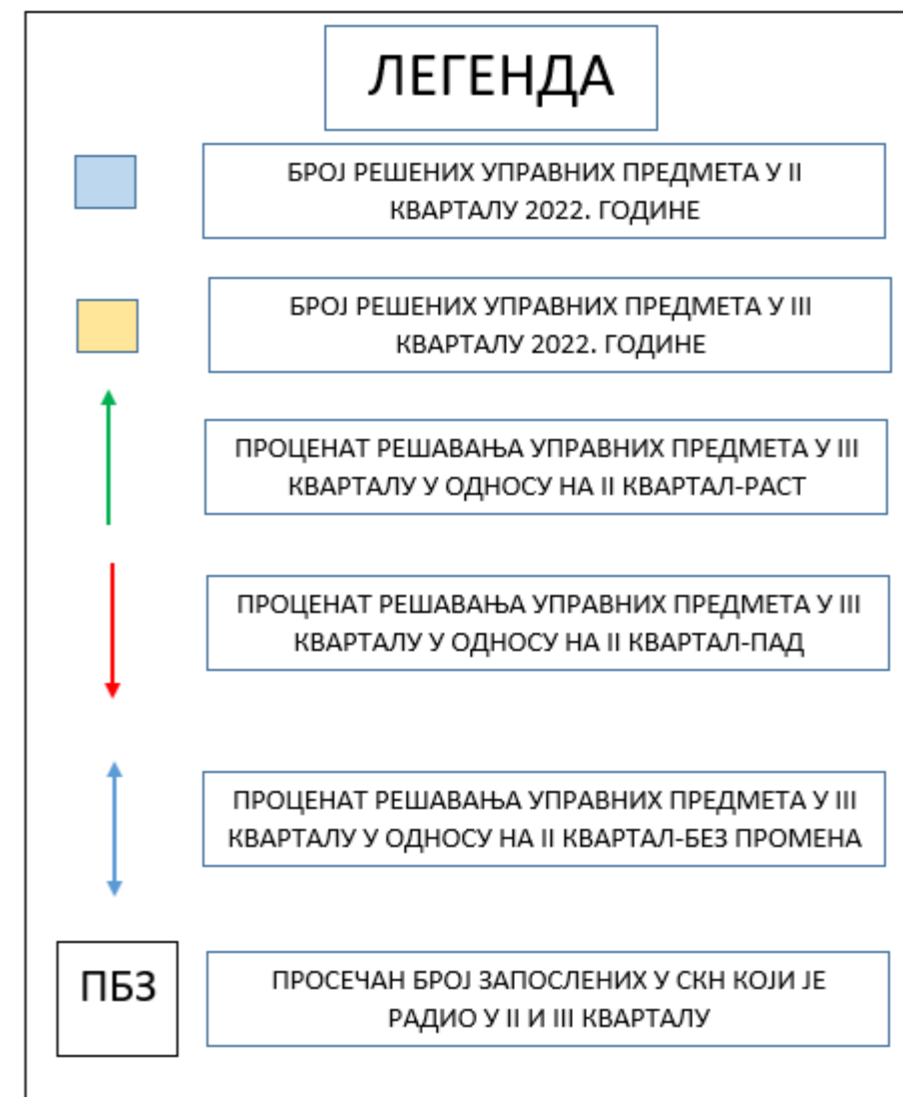 ЛЕГЕНДА
БРОЈ РЕШЕНИХ УПРАВНИХ ПРЕДМЕТА У II
КВАРТАЛУ 2022. ГОДИНЕ
БРОЈ РЕШЕНИХ УПРАВНИХ ПРЕДМЕТА У III
КВАРТАЛУ 2022. ГОДИНЕ
ПРОЦЕНАТ РЕШАВАЊА УПРАВНИХ ПРЕДМЕТА У III
КВАРТАЛУ У ОДНОСУ НА II КВАРТАЛ-РАСТ
ПРОЦЕНАТ РЕШАВАЊА УПРАВНИХ ПРЕДМЕТА У III
КВАРТАЛУ У ОДНОСУ НА II КВАРТАЛ-ПАД
ПРОЦЕНАТ РЕШАВАЊА УПРАВНИХ ПРЕДМЕТА У III
КВАРТАЛУ У ОДНОСУ НА II КВАРТАЛ-БЕЗ ПРОМЕНА
ПБЗ
ПРОСЕЧАН БРОЈ ЗАПОСЛЕНИХ У СКН КОЈИ ЈЕ
РАДИО У II И III КВАРТАЛУ